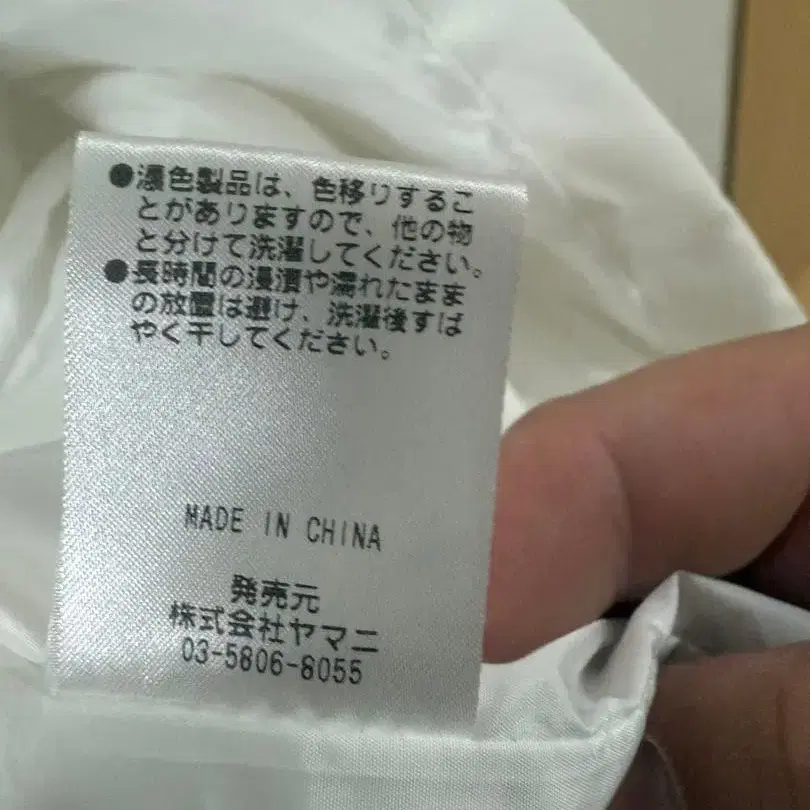 ●濃色製品は、色移りするこ
とがありますので、他の物
と分けて洗濯してください。
●長時間の浸漬や濡れたまま
の放置は避け、洗濯後すば
やく干してください。
MADE IN CHINA
発売元
株式会社ヤマニ
03-5806-8055